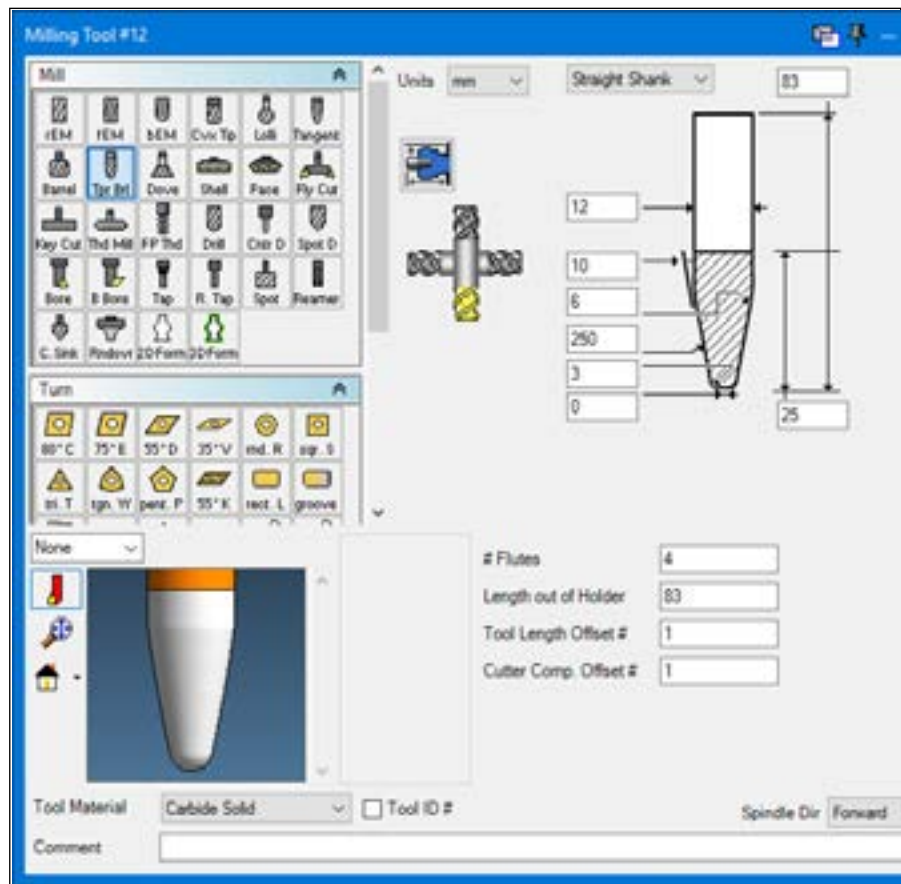 Milling Tool #12
Mill
Units mm Straight Shank 83
rEM fEM bEM Cvx Tip Lolli Tangent
Barrel Tpr Brl Dove Shell Face Fly Cut
12
Key Cut Thd Mill FP Thd Drill Cntr D Spot D
10
Bore B Bore Tap R. Tap Spot Reamer
6
250
C. Sink Rndovr 2D Form 3D Form
3
Turn
0
25
80° C 75° E 55° D 35° V rnd. R sqr. S
tri. T tgn. W pent. P 55° K rect. L groove
None
# Flutes 4
Length out of Holder 83
Tool Length Offset # 1
Cutter Comp. Offset # 1
Tool Material Carbide Solid Tool ID # Spindle Dir Forward
Comment